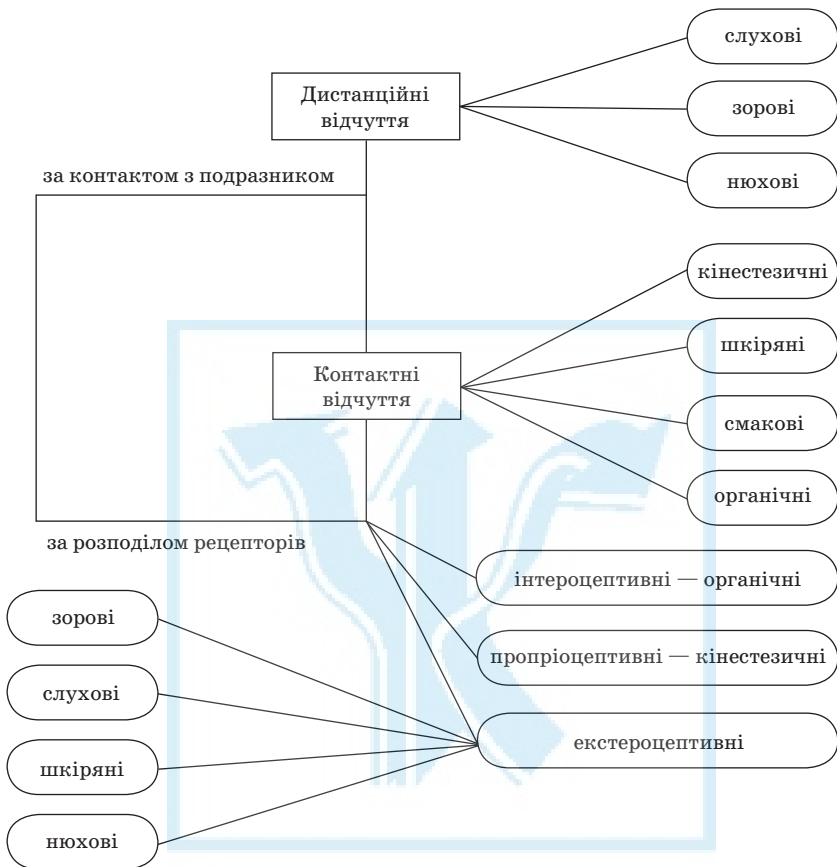 слухові
Дистанційні
відчуття
зорові
за контактом з подразником
нюхові
кінестезичні
шкіряні
Контактні
відчуття
смакові
органічні
за розподілом рецепторів
інтероцептивні — органічні
зорові
пропріоцептивні — кінестезичні
слухові
екстероцептивні
шкіряні
нюхові